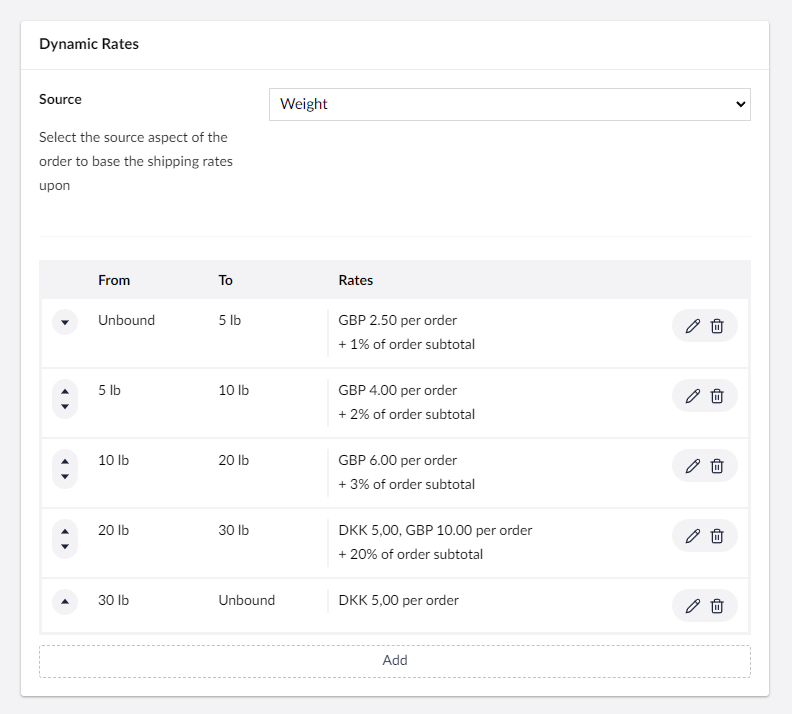 Dynamic Rates
Source
Weight
Select the source aspect of the
order to base the shipping rates
upon
From To Rates
Unbound 5 lb GBP 2.50 per order
+ 1% of order subtotal
5 lb 10 lb GBP 4.00 per order
+ 2% of order subtotal
10 lb 20 lb GBP 6.00 per order
+ 3% of order subtotal
20 lb 30 lb DKK 5,00, GBP 10.00 per order
+ 20% of order subtotal
30 lb Unbound DKK 5,00 per order
Add